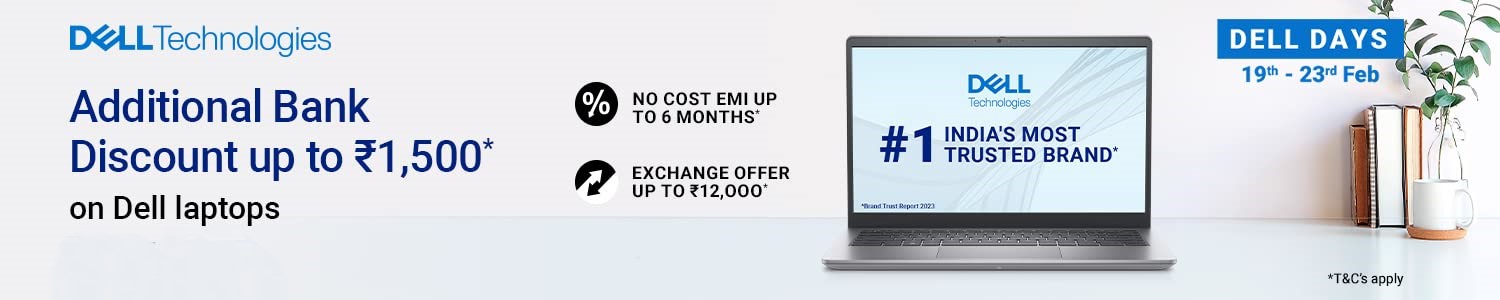 DELL Technologies
Additional Bank
Discount up to ₹1,500*
on Dell laptops
%
NO COST EMI UP
TO 6 MONTHS*
EXCHANGE OFFER
UP TO ₹12,000*
DELL
Technologies
#1 INDIA'S MOST
TRUSTED BRAND*
*Brand Trust Report 2023
DELL DAYS
19th - 23rd Feb
*T&C's apply